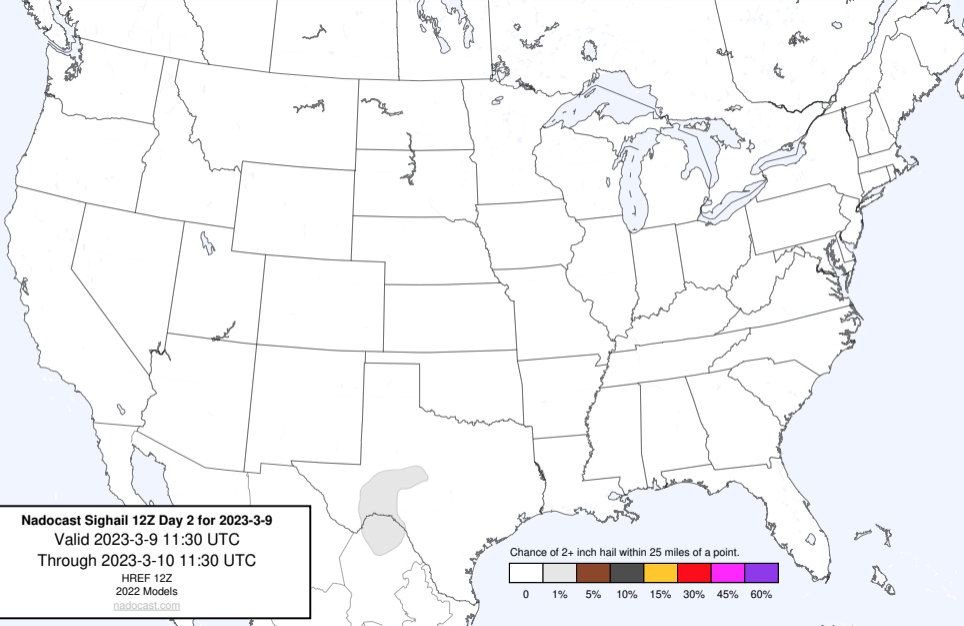 Nadocast Sighail 12Z Day 2 for 2023-3-9
Valid 2023-3-9 11:30 UTC
Through 2023-3-10 11:30 UTC
HREF 12Z
2022 Models
nadocast.com
Chance of 2+ inch hail within 25 miles of a point.
0 1% 5% 10% 15% 30% 45% 60%